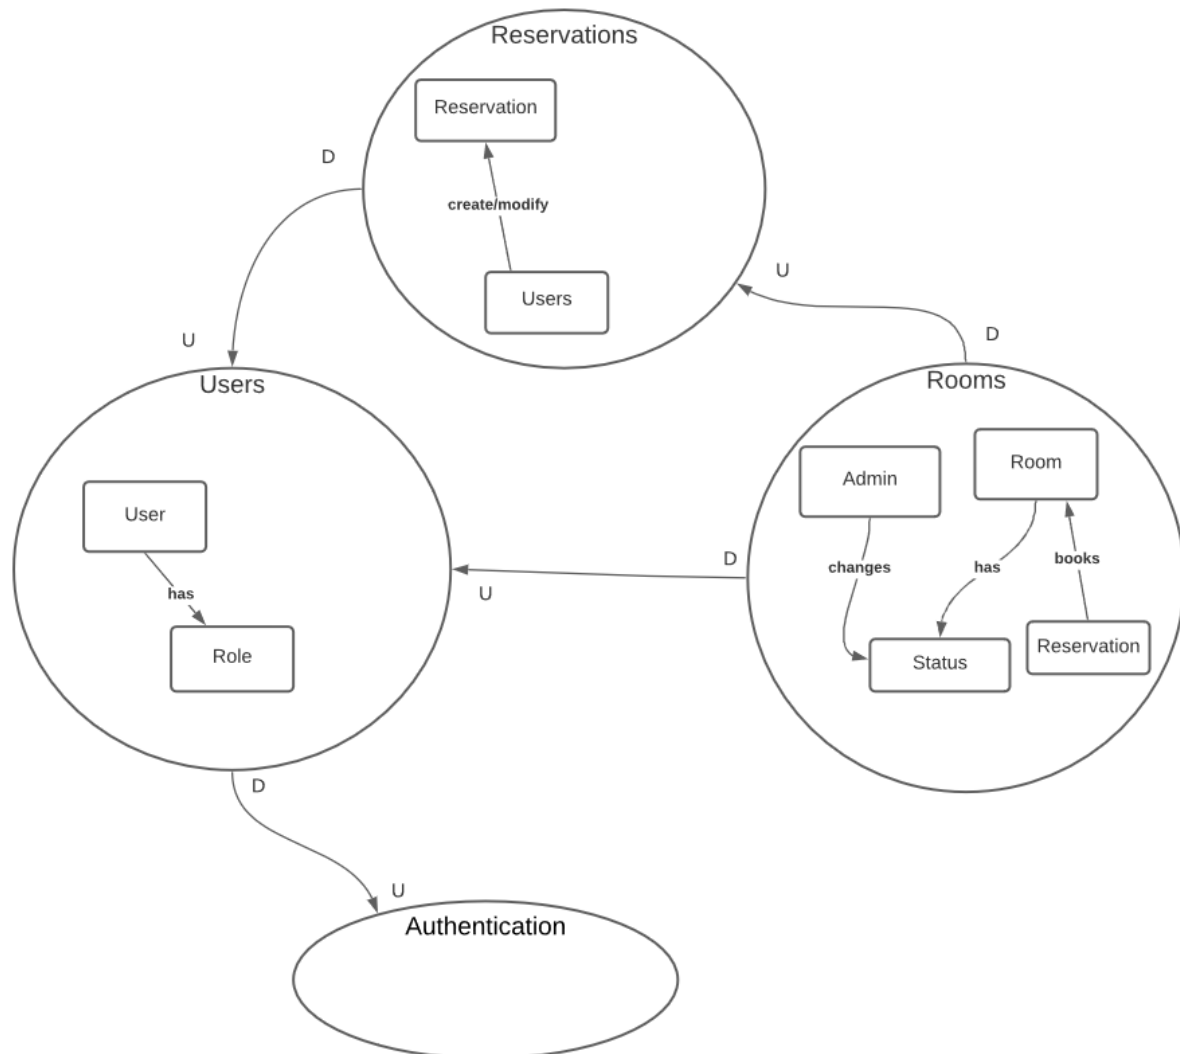 Reservations
Reservation
D
create/modify
U
Users
D
U
Users
Rooms
Admin
Room
User
D
changes
has
books
U
has
Role
Status
Reservation
D
U
Authentication